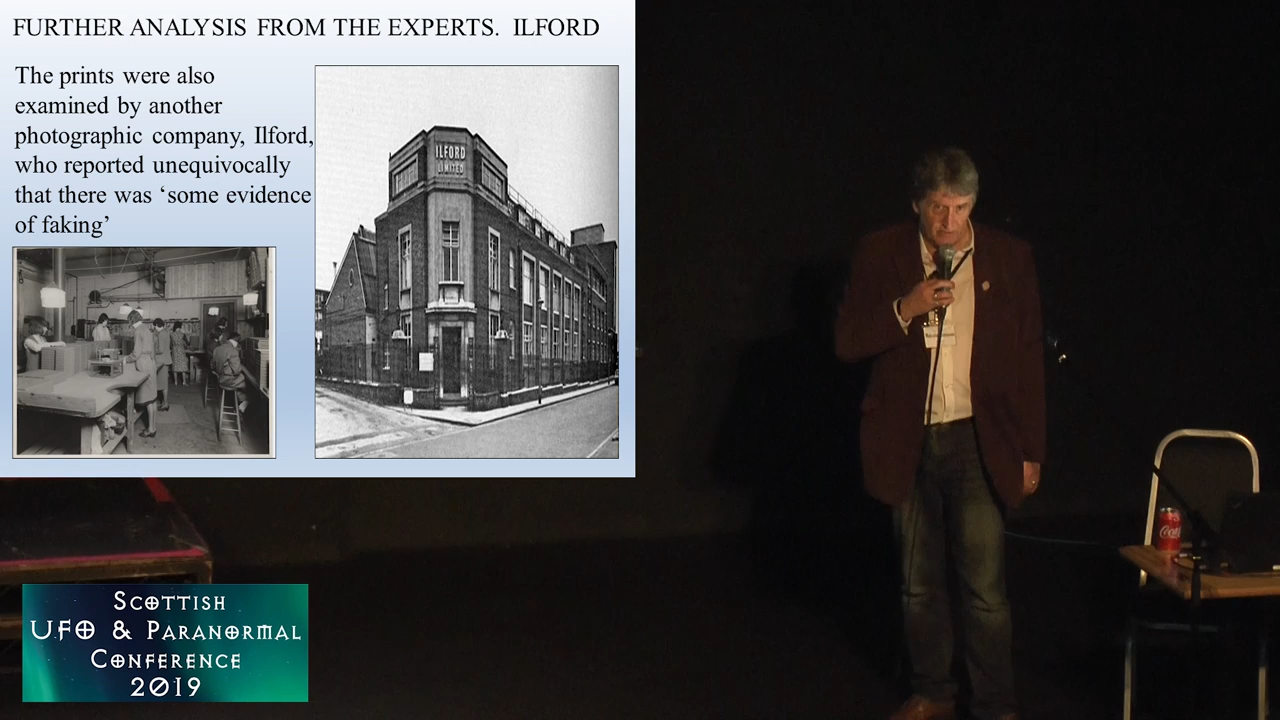 FURTHER ANALYSIS FROM THE EXPERTS. ILFORD
The prints were also
examined by another
photographic company, Ilford,
who reported unequivocally
that there was ‘some evidence
of faking’
ILFORD
LIMITED
SCOTTISH
UFO & PARANORMAL
CONFERENCE
2019